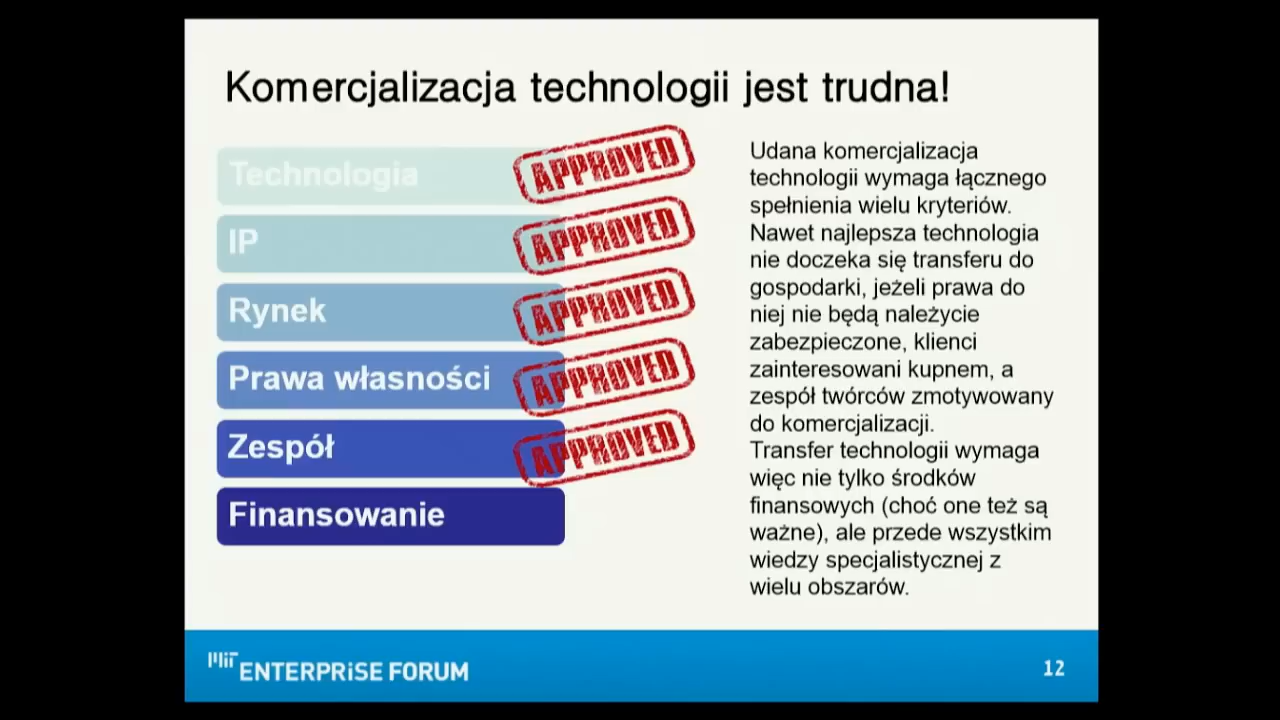 Komercjalizacja technologii jest trudna!
Technologia
APPROVED
IP
APPROVED
Rynek
APPROVED
Prawa własności
APPROVED
Zespół
APPROVED
Finansowanie
Udana komercjalizacja
technologii wymaga łącznego
spełnienia wielu kryteriów.
Nawet najlepsza technologia
nie doczeka się transferu do
gospodarki, jeżeli prawa do
niej nie będą należycie
zabezpieczone, klienci
zainteresowani kupnem, a
zespół twórców zmotywowany
do komercjalizacji.
Transfer technologii wymaga
więc nie tylko środków
finansowych (choć one też są
ważne), ale przede wszystkim
wiedzy specjalistycznej z
wielu obszarów.
MiT ENTERPRiSE FORUM
12